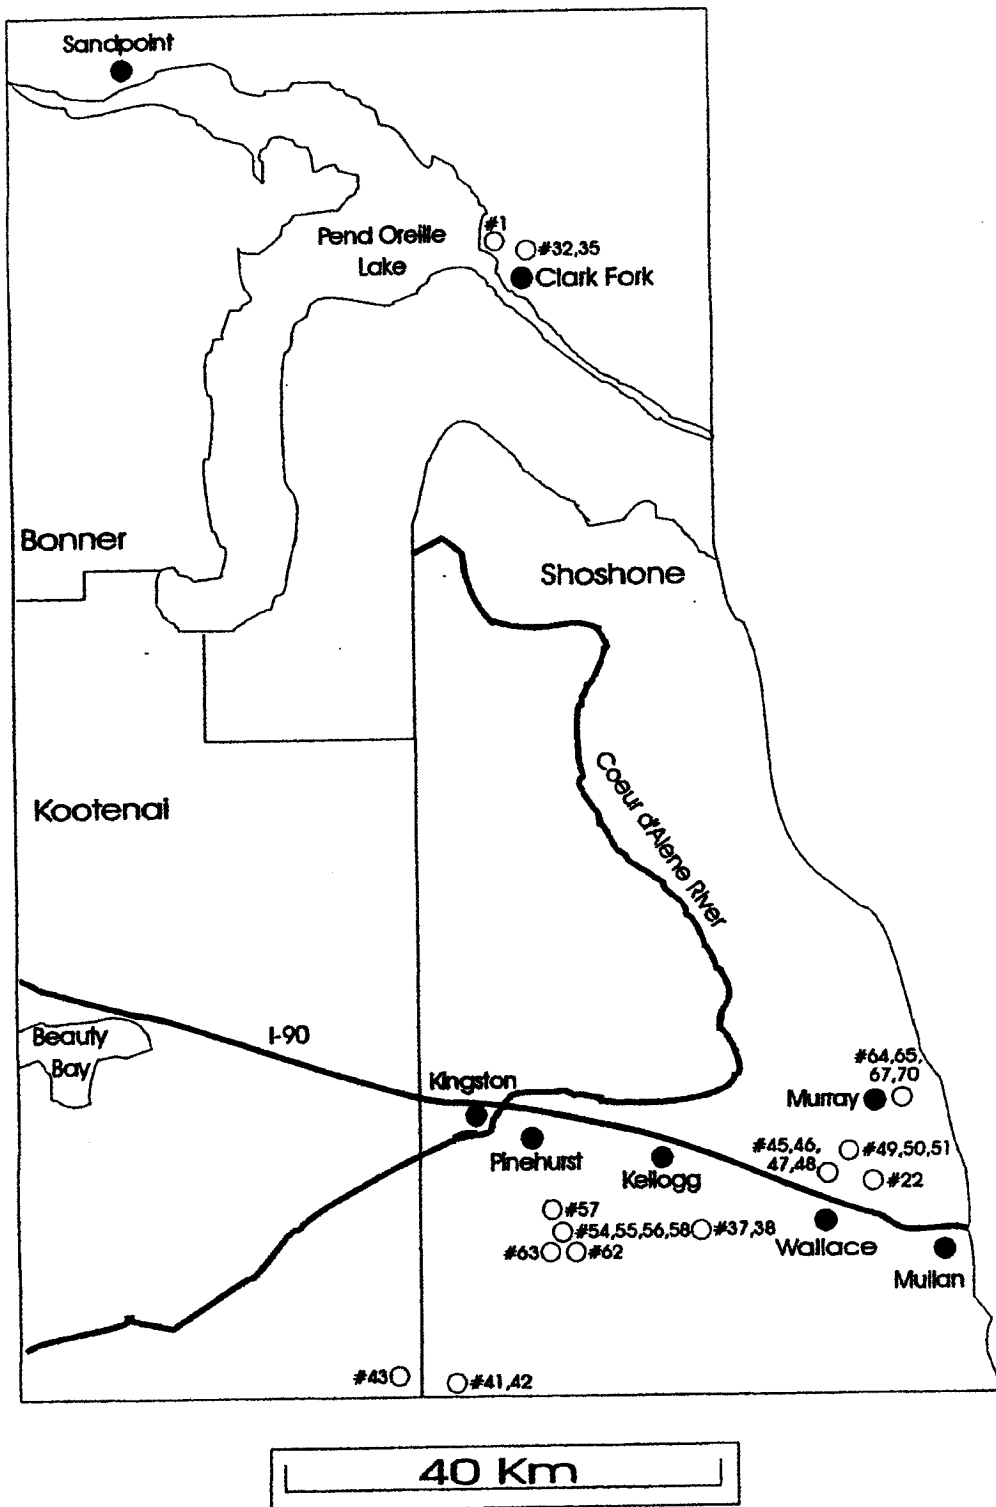 Sandpoint
#1
#32,35
Pend Oreille
Lake
Clark Fork
Bonner
Shoshone
Kootenai
Coeur d'Alene River
I-90
Beauty
Bay
Kingston
#64,65,
67,70
Murray
Pinehurst
Kellogg
#45,46,
47,48
#49,50,51
#22
#57
#54,55,56,58
#37,38
#63
#62
Wallace
Mullan
#43
#41,42
40 Km